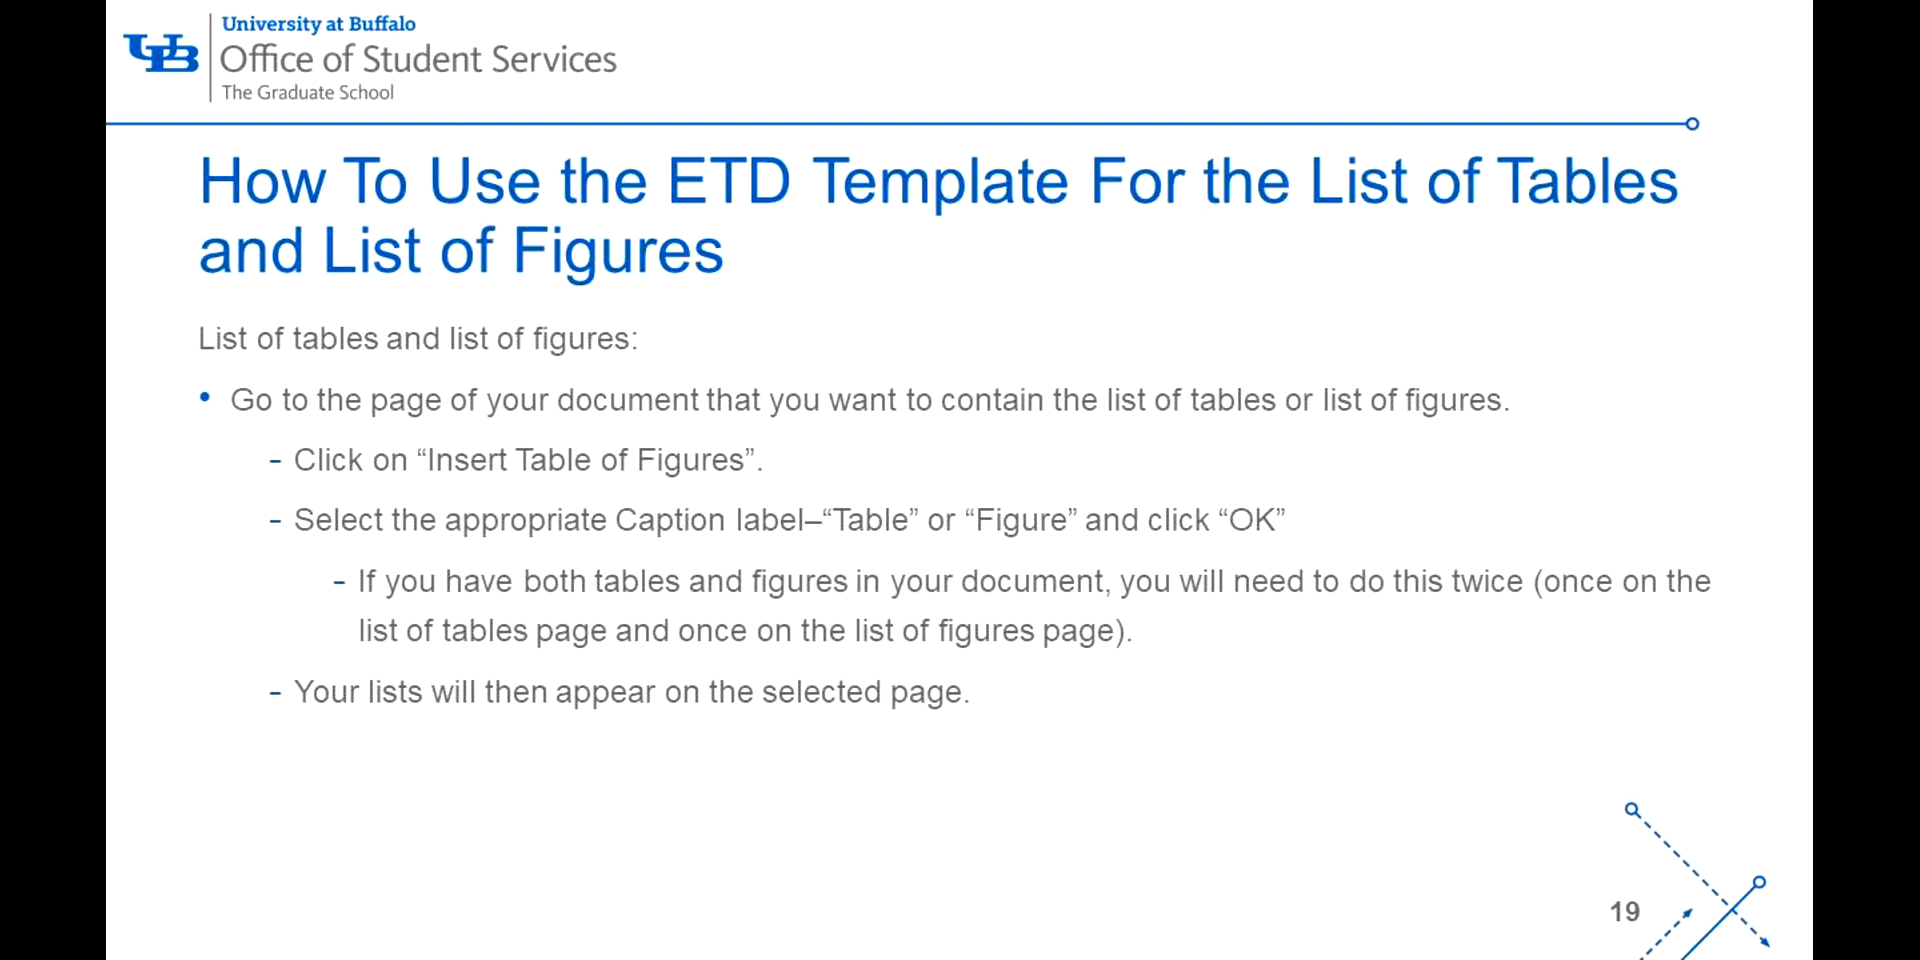 University at Buffalo
UB
Office of Student Services
The Graduate School
How To Use the ETD Template For the List of Tables
and List of Figures
List of tables and list of figures:
• Go to the page of your document that you want to contain the list of tables or list of figures.
- Click on “Insert Table of Figures”.
- Select the appropriate Caption label–“Table” or “Figure” and click “OK”
- If you have both tables and figures in your document, you will need to do this twice (once on the
list of tables page and once on the list of figures page).
- Your lists will then appear on the selected page.
19